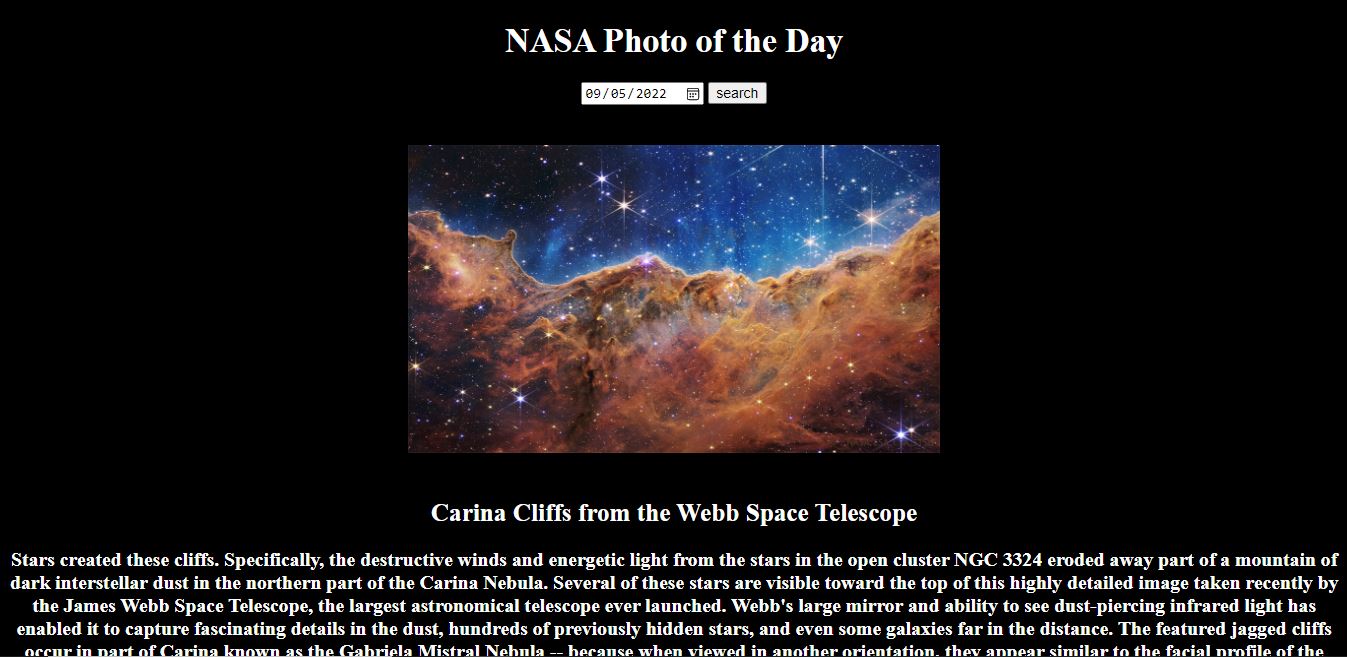 NASA Photo of the Day
09/05/2022 search
Carina Cliffs from the Webb Space Telescope
Stars created these cliffs. Specifically, the destructive winds and energetic light from the stars in the open cluster NGC 3324 eroded away part of a mountain of
dark interstellar dust in the northern part of the Carina Nebula. Several of these stars are visible toward the top of this highly detailed image taken recently by
the James Webb Space Telescope, the largest astronomical telescope ever launched. Webb's large mirror and ability to see dust-piercing infrared light has
enabled it to capture fascinating details in the dust, hundreds of previously hidden stars, and even some galaxies far in the distance. The featured jagged cliffs
occur in part of Carina known as the Gabriela Mistral Nebula -- because when viewed in another orientation, they appear similar to the facial profile of the